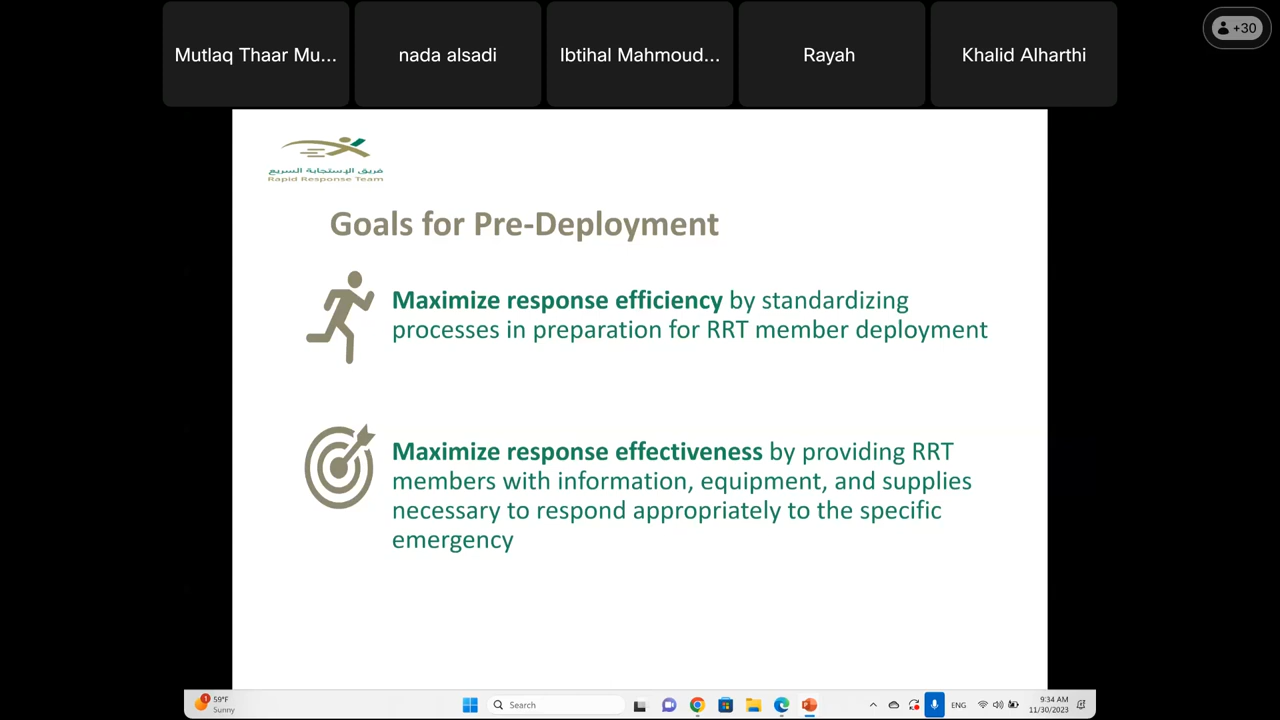 Mutlaq Thaar Mu...
nada alsadi
Ibtihal Mahmoud...
Rayah
Khalid Alharthi
+30
فريق الإستجابة السريع
Rapid Response Team
Goals for Pre-Deployment
Maximize response efficiency by standardizing
processes in preparation for RRT member deployment
Maximize response effectiveness by providing RRT
members with information, equipment, and supplies
necessary to respond appropriately to the specific
emergency
1
59°F
Sunny
Search
ENG
9:34 AM
11/30/2023